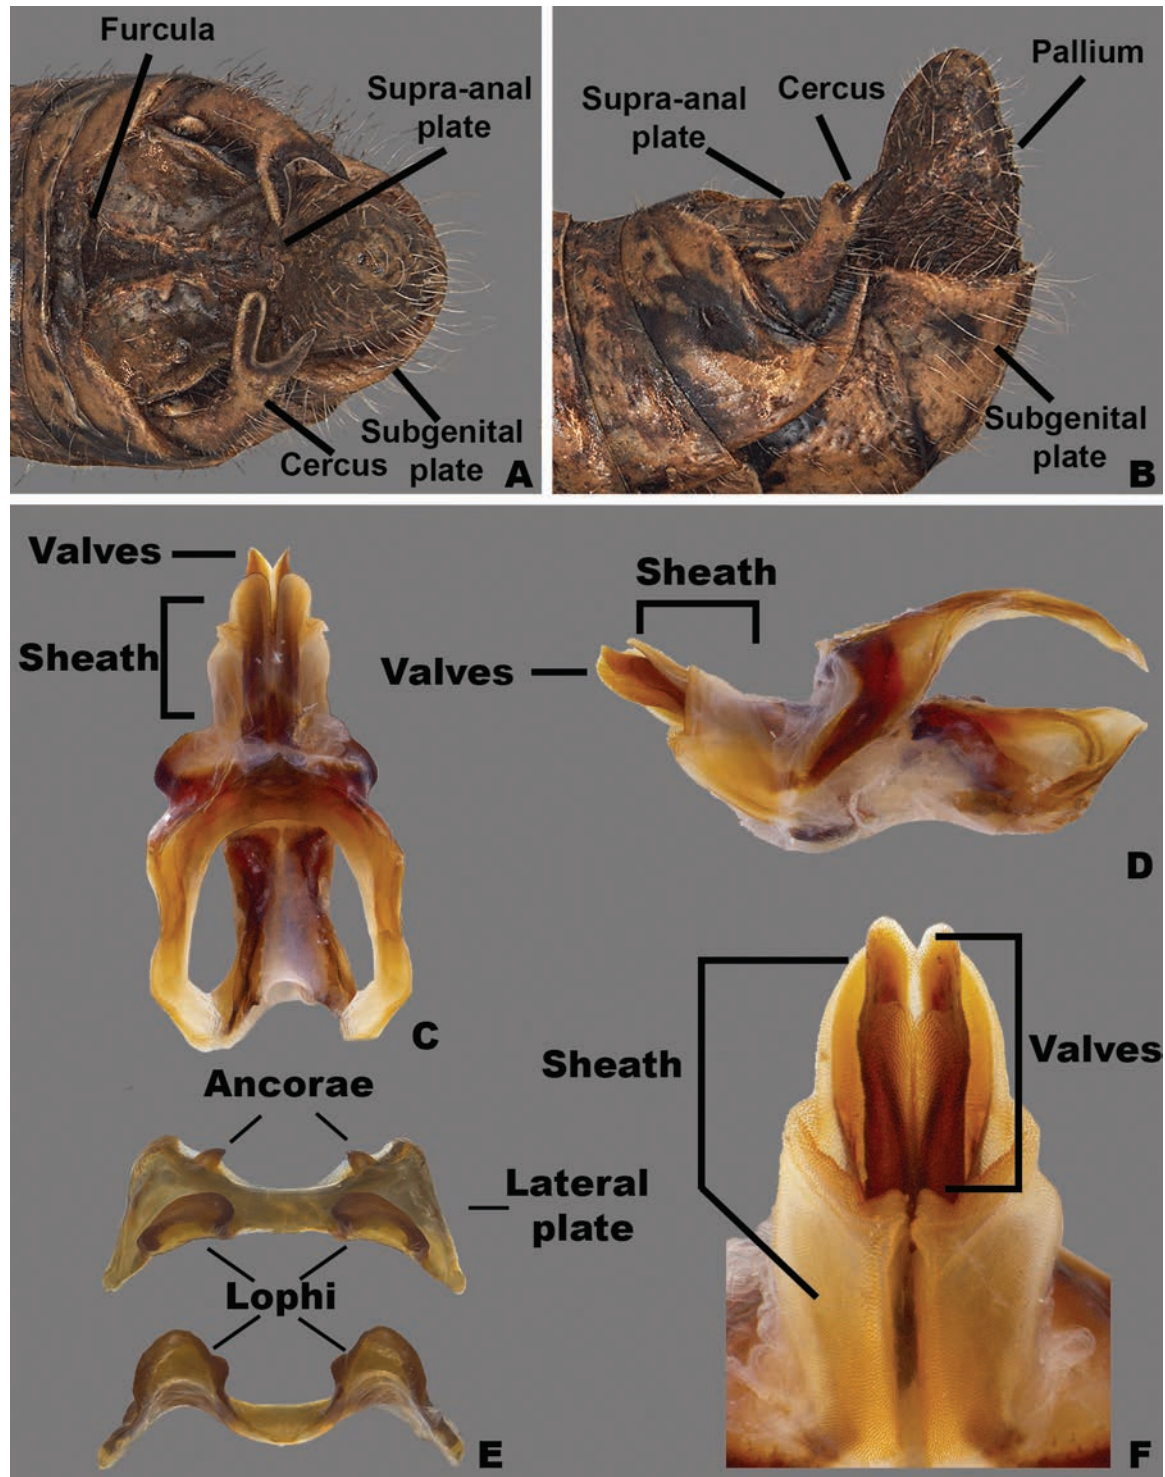 Furcula
Supra-anal
plate
Subgenital
plate
Cercus
A
Pallium
Cercus
Supra-anal
plate
Subgenital
plate
B
Valves
Sheath
C
Sheath
Valves
D
Ancorae
Lateral
plate
Lophi
E
Sheath
Valves
F